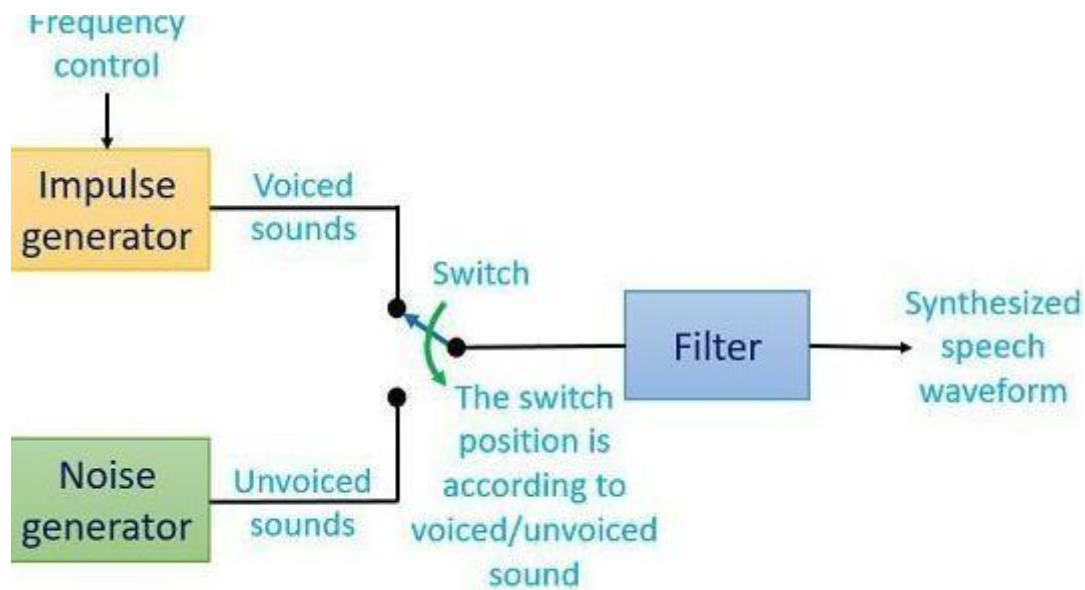 Frequency
control
Impulse
generator
Voiced
sounds
Switch
Filter
Synthesized
speech
waveform
The switch
position is
according to
voiced/unvoiced
sound
Noise
generator
Unvoiced
sounds